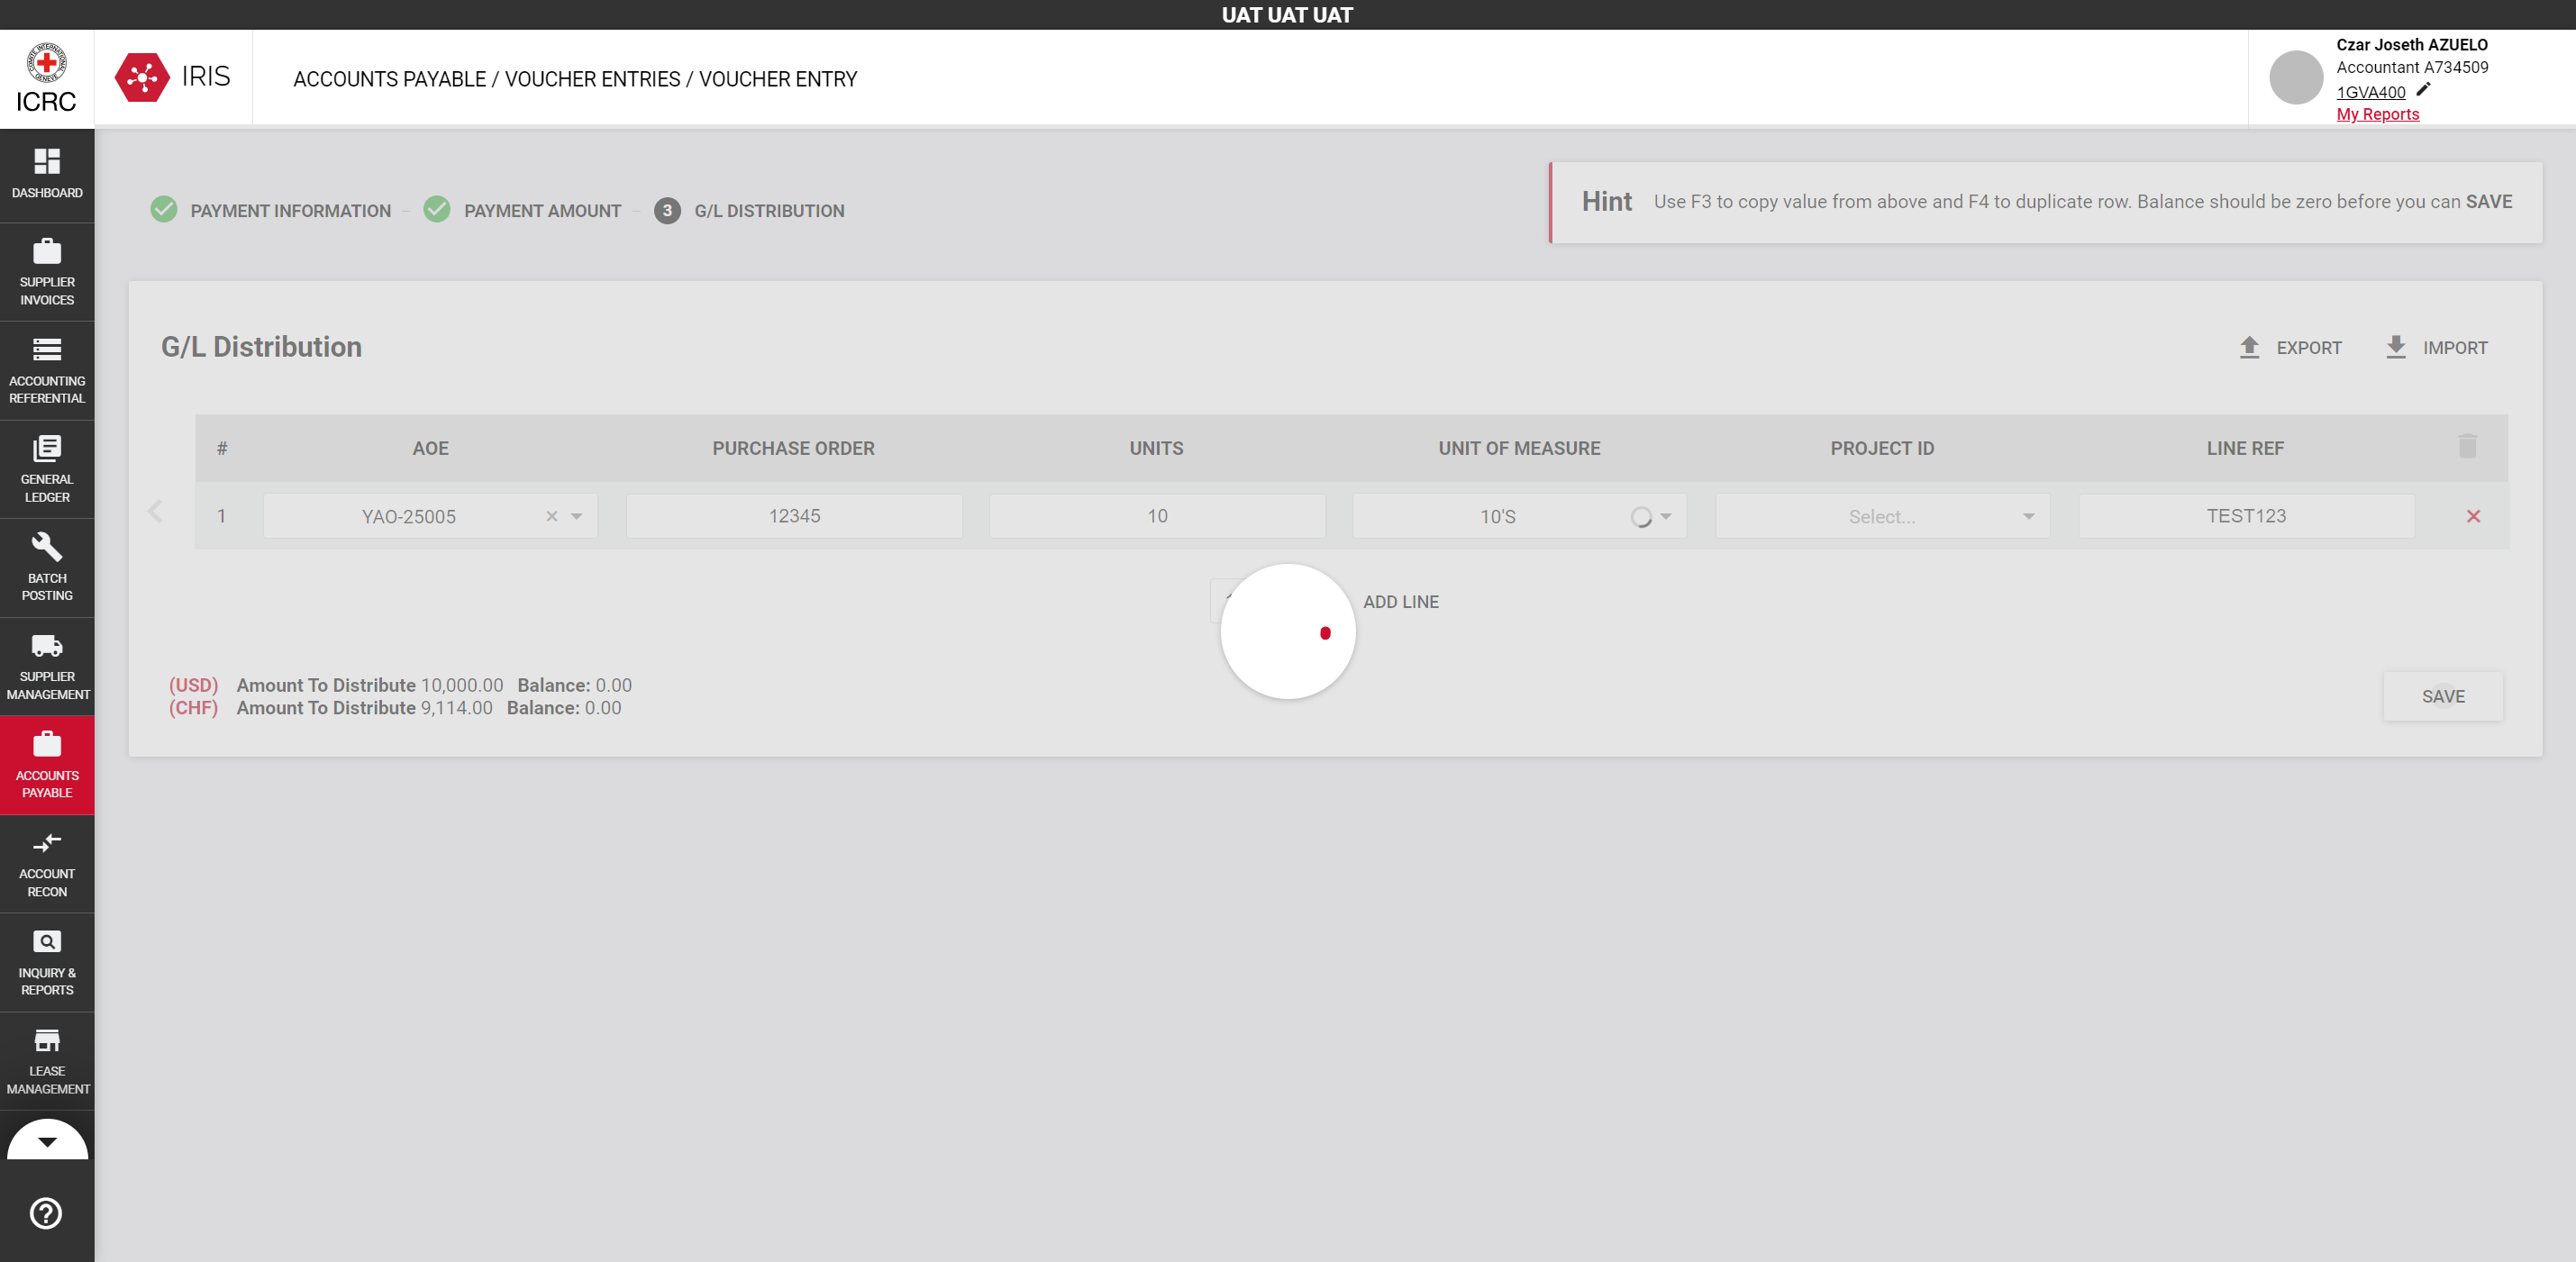 UAT UAT UAT
ICRC
IRIS
ACCOUNTS PAYABLE / VOUCHER ENTRIES / VOUCHER ENTRY
Czar Joseth AZUELO
Accountant A734509
1GVA400
My Reports
DASHBOARD
SUPPLIER
INVOICES
ACCOUNTING
REFERENTIAL
GENERAL
LEDGER
BATCH
POSTING
SUPPLIER
MANAGEMENT
ACCOUNTS
PAYABLE
ACCOUNT
RECON
INQUIRY &
REPORTS
LEASE
MANAGEMENT
PAYMENT INFORMATION
PAYMENT AMOUNT
3 G/L DISTRIBUTION
Hint Use F3 to copy value from above and F4 to duplicate row. Balance should be zero before you can SAVE
G/L Distribution
EXPORT
IMPORT
# AOE PURCHASE ORDER UNITS UNIT OF MEASURE PROJECT ID LINE REF
1 YAO-25005 12345 10 10'S Select... TEST123
ADD LINE
(USD) Amount To Distribute 10,000.00 Balance: 0.00
(CHF) Amount To Distribute 9,114.00 Balance: 0.00
SAVE